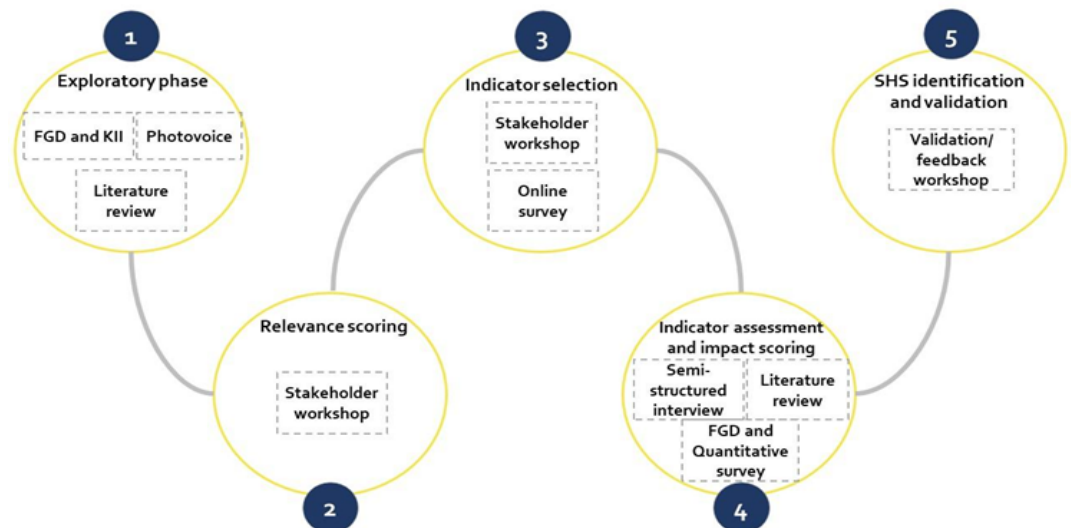 1
Exploratory phase
FGD and KII
Photovoice
Literature
review
2
Relevance scoring
Stakeholder
workshop
3
Indicator selection
Stakeholder
workshop
Online
survey
4
Indicator assessment
and impact scoring
Semi-
structured
interview
Literature
review
FGD and
Quantitative
survey
5
SHS identification
and validation
Validation/
feedback
workshop